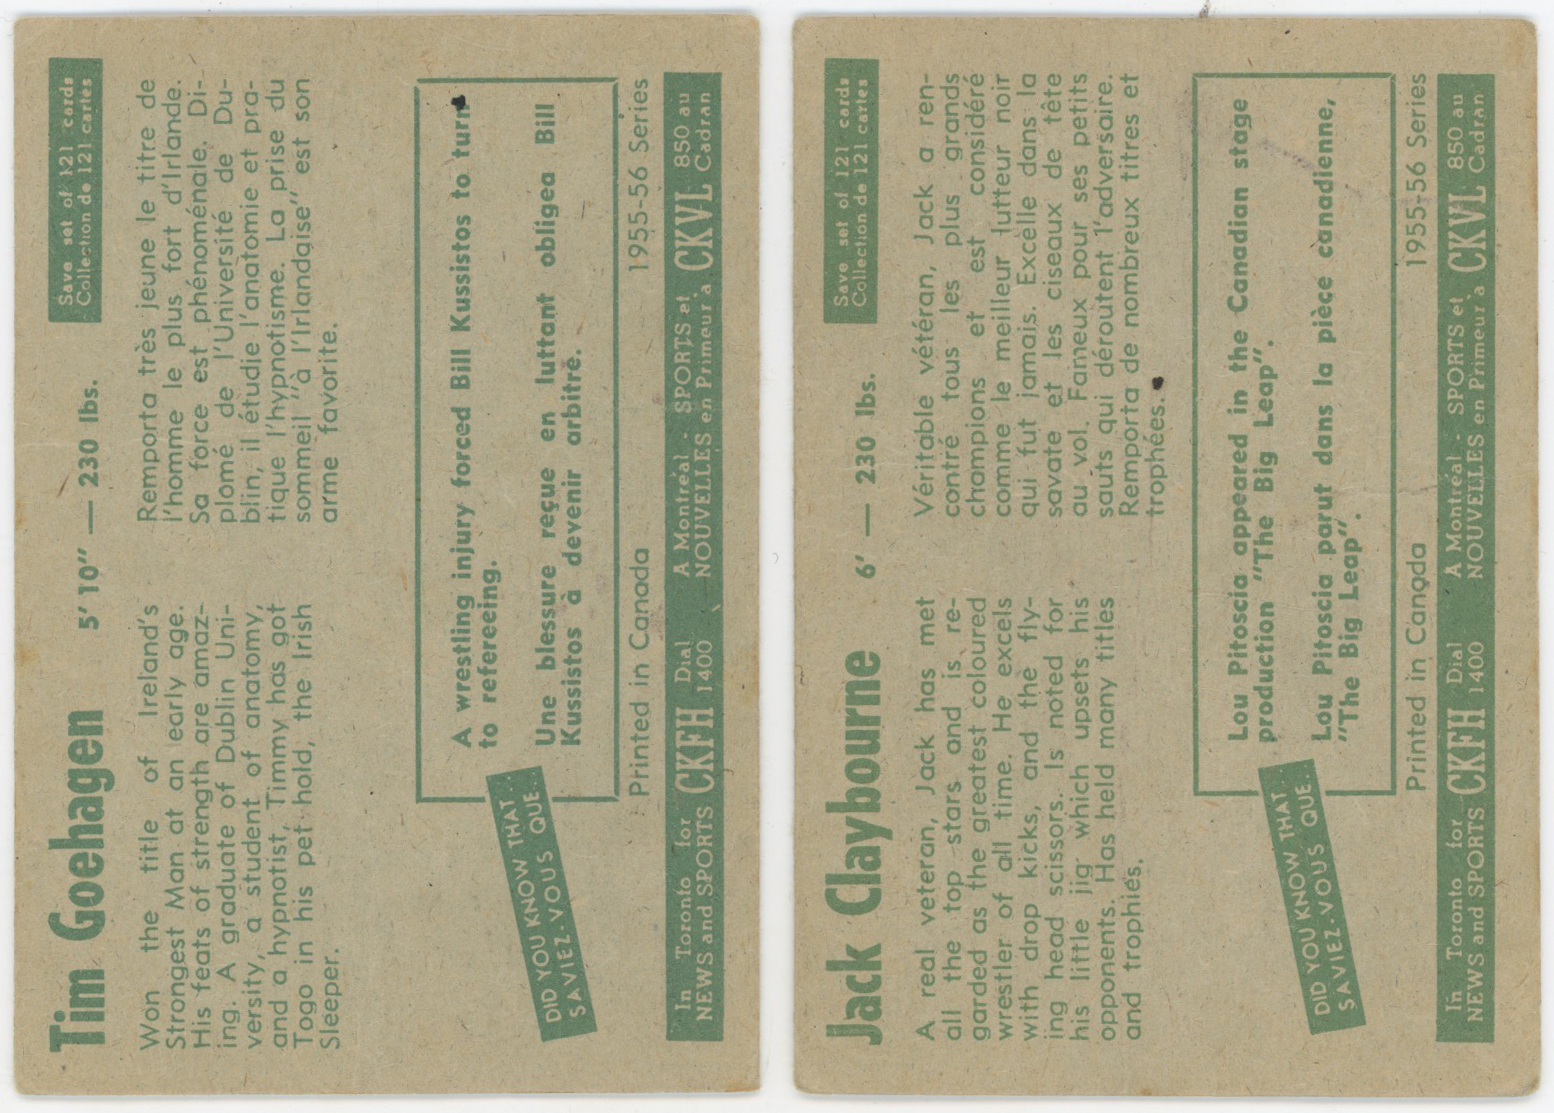 Tim Goehagen
5' 10" — 230 lbs.
Save set of 121 cards
Collection de 121 cartes
Won the title of Ireland's
Strongest Man at an early age.
His feats of strength are amaz-
ing. A graduate of Dublin Uni-
versity, a student of anatomy,
and a hypnotist, Timmy has got
Togo in his pet hold, the Irish
Sleeper.
Remporta très jeune le titre de
l'homme le plus fort d'Irlande.
Sa force est phénoménale. Di-
plomé de l'Université de Du-
blin, il étudie l'anatomie et pra-
tique l'hypnotisme. La prise du
sommeil "à l'Irlandaise" est son
arme favorite.
DID YOU KNOW THAT...
SAVIEZ-VOUS QUE...
A wrestling injury forced Bill Kussistos to turn
to refereeing.
Une blessure reçue en luttant obligea Bill
Kussistos à devenir arbitre.
Printed in Canada
1955-56 Series
In Toronto for
NEWS and SPORTS
CKFH
Dial
1400
A Montréal - SPORTS et
NOUVELLES en Primeur à
CKVL
850 au
Cadran
Jack Claybourne
6' — 230 lbs.
Save set of 121 cards
Collection de 121 cartes
A real veteran, Jack has met
all the top stars and is re-
garded as the greatest coloured
wrestler of all time. He excels
with drop kicks, and the fly-
ing head scissors. Is noted for
his little jig which upsets his
opponents. Has held many titles
and trophies.
Véritable vétéran, Jack a ren-
contré tous les plus grands
champions et est considéré
comme le meilleur lutteur noir
qui fut jamais. Excelle dans la
savate et les ciseaux de tête
au vol. Fameux pour ses petits
sauts qui déroutent l'adversaire.
Remporta de nombreux titres et
trophées.
DID YOU KNOW THAT...
SAVIEZ-VOUS QUE...
Lou Pitoscia appeared in the Canadian stage
production "The Big Leap".
Lou Pitoscia parut dans la pièce canadienne,
"The Big Leap".
Printed in Canada
1955-56 Series
In Toronto for
NEWS and SPORTS
CKFH
Dial
1400
A Montréal - SPORTS et
NOUVELLES en Primeur à
CKVL
850 au
Cadran